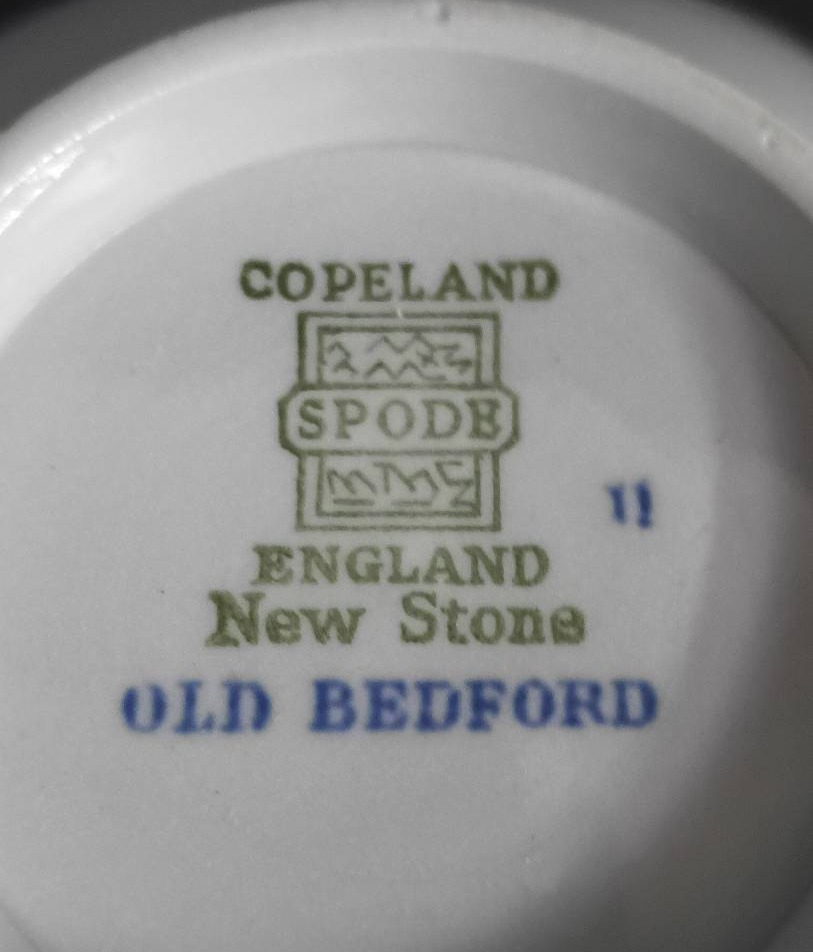 COPELAND
SPODE
ENGLAND
New Stone
OLD BEDFORD